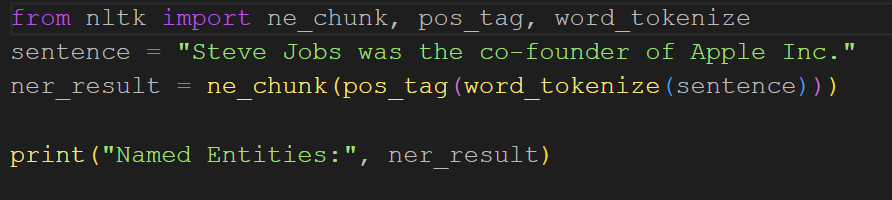 from nltk import ne_chunk, pos_tag, word_tokenize
sentence = "Steve Jobs was the co-founder of Apple Inc."
ner_result = ne_chunk(pos_tag(word_tokenize(sentence)))
print("Named Entities:", ner_result)